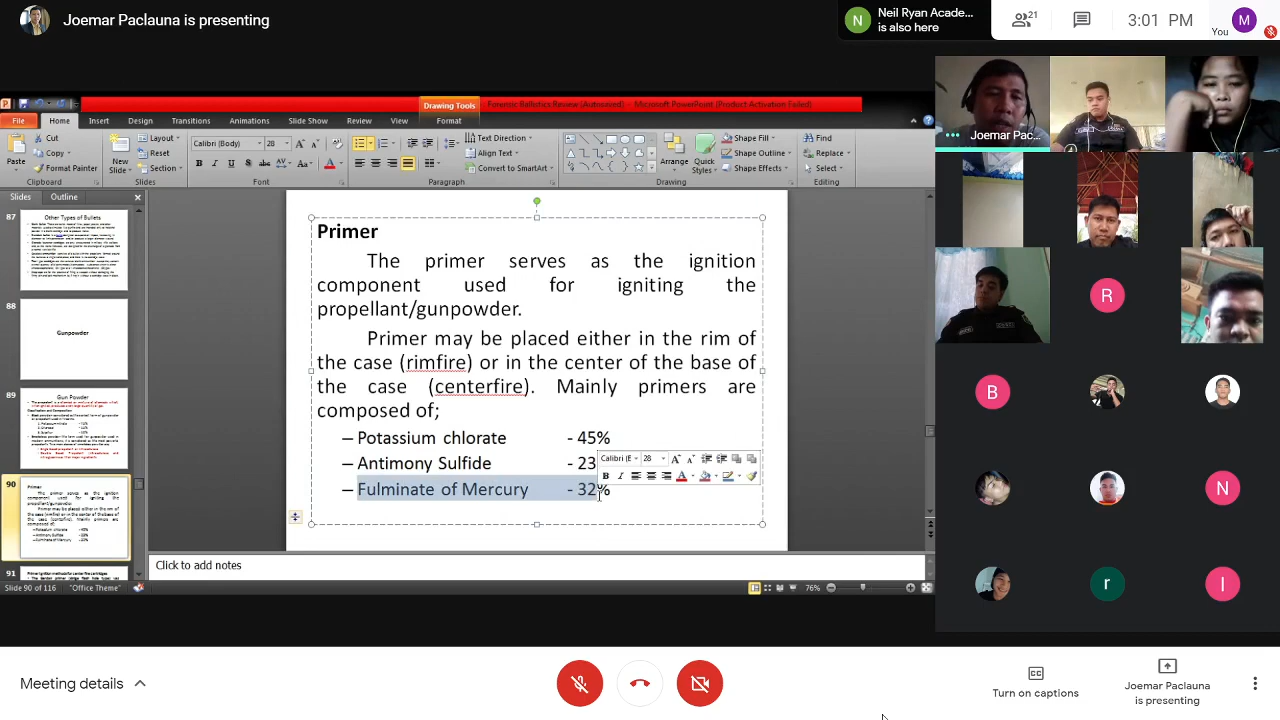 Joemar Paclauna is presenting
N
Neil Ryan Acade...
is also here
21
3:01 PM
You
M
Drawing Tools
Forensic Ballistics Review (Autosaved) - Microsoft PowerPoint (Product Activation Failed)
File
Home
Insert
Design
Transitions
Animations
Slide Show
Review
View
Format
Paste
Cut
Copy
Format Painter
Clipboard
New
Slide
Layout
Reset
Section
Slides
Calibri (Body)
28
Font
Text Direction
Align Text
Convert to SmartArt
Paragraph
Arrange
Quick
Styles
Shape Fill
Shape Outline
Shape Effects
Drawing
Find
Replace
Select
Editing
Slides
Outline
87
Other Types of Bullets
88
Gunpowder
89
Gun Powder
90
91
Primer
The primer serves as the ignition
component used for igniting the
propellant/gunpowder.
Primer may be placed either in the rim of
the case (rimfire) or in the center of the base of
the case (centerfire). Mainly primers are
composed of;
– Potassium chlorate - 45%
– Antimony Sulfide - 23
– Fulminate of Mercury - 32%
Calibri (E
28
Click to add notes
Slide 90 of 116
"Office Theme"
76%
Joemar Pac...
R
B
N
r
I
Meeting details
Turn on captions
Joemar Paclauna
is presenting